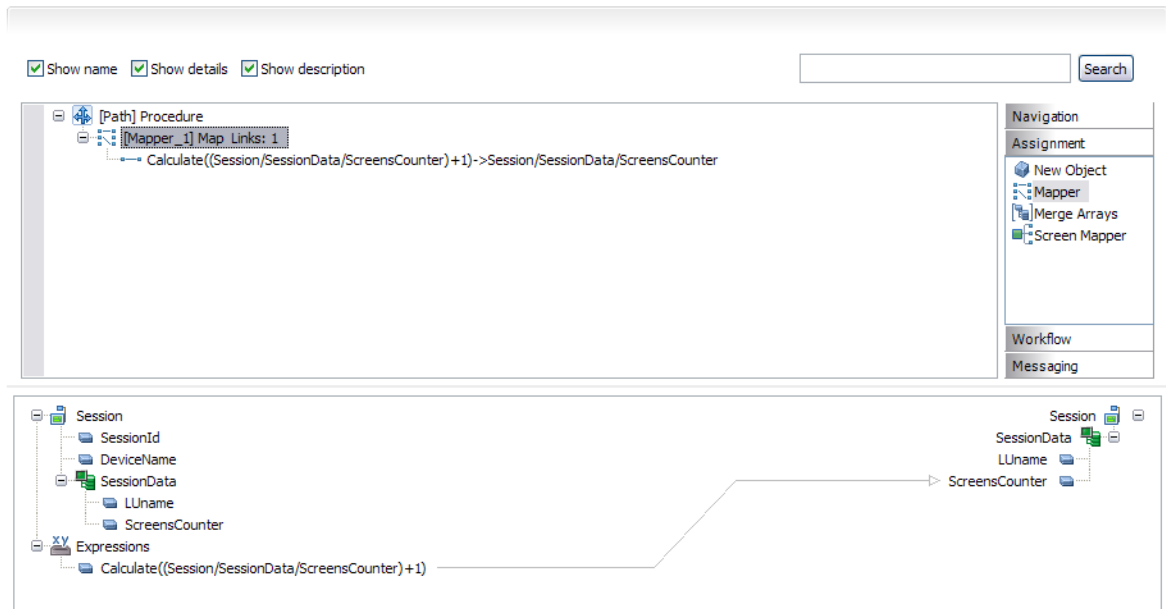 Show name Show details Show description Search
[Path] Procedure
[Mapper_1] Map Links: 1
Calculate((Session/SessionData/ScreensCounter)+1)->Session/SessionData/ScreensCounter
Navigation
Assignment
New Object
Mapper
Merge Arrays
Screen Mapper
Workflow
Messaging
Session
SessionId
DeviceName
SessionData
LUname
ScreensCounter
xy Expressions
Calculate((Session/SessionData/ScreensCounter)+1)
Session
SessionData
LUname
ScreensCounter